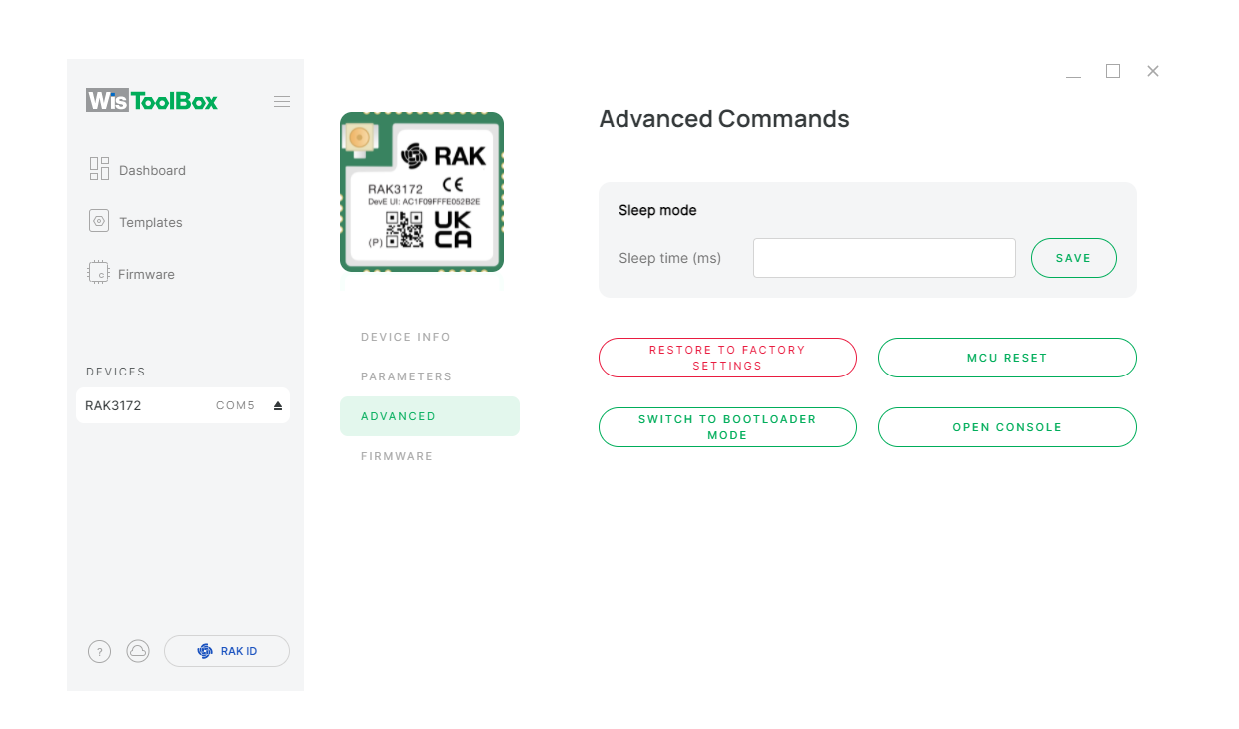 WisToolBox
Dashboard
Templates
Firmware
DEVICES
RAK3172 COM5
?
RAK ID
RAK
RAK3172 CE
DevE UI: AC1F09FFFE052B2E
(P) UK
CA
DEVICE INFO
PARAMETERS
ADVANCED
FIRMWARE
Advanced Commands
Sleep mode
Sleep time (ms) SAVE
RESTORE TO FACTORY
SETTINGS
MCU RESET
SWITCH TO BOOTLOADER
MODE
OPEN CONSOLE